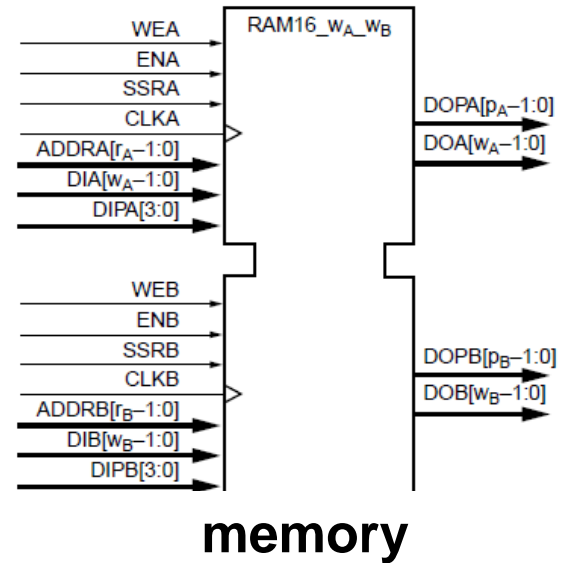 WEA
RAM16_wA_wB
ENA
SSRA
CLKA
DOPA[pA–1:0]
ADDRA[rA–1:0]
DOA[wA–1:0]
DIA[wA–1:0]
DIPA[3:0]
WEB
ENB
SSRB
CLKB
DOPB[pB–1:0]
ADDRB[rB–1:0]
DOB[wB–1:0]
DIB[wB–1:0]
DIPB[3:0]
memory